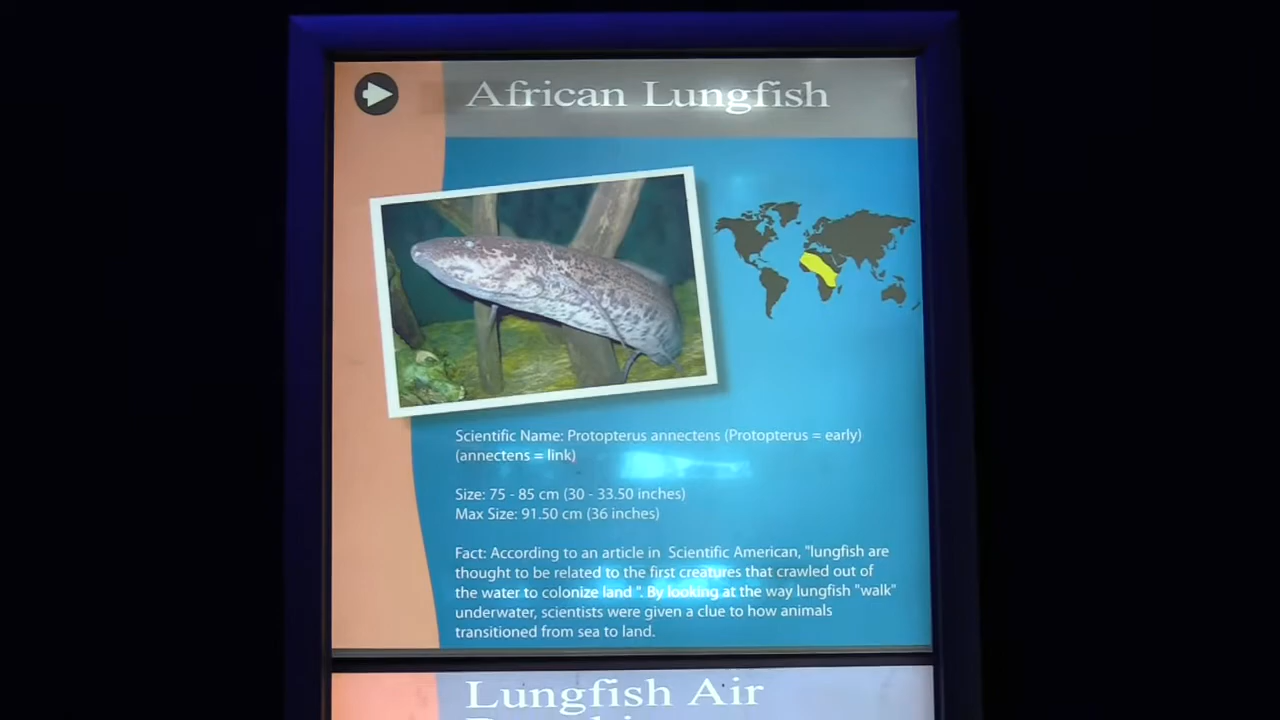 African Lungfish
Scientific Name: Protopterus annectens (Protopterus = early)
(annectens = link)
Size: 75 - 85 cm (30 - 33.50 inches)
Max Size: 91.50 cm (36 inches)
Fact: According to an article in Scientific American, "lungfish are
thought to be related to the first creatures that crawled out of
the water to colonize land ". By looking at the way lungfish "walk"
underwater, scientists were given a clue to how animals
transitioned from sea to land.
Lungfish Air